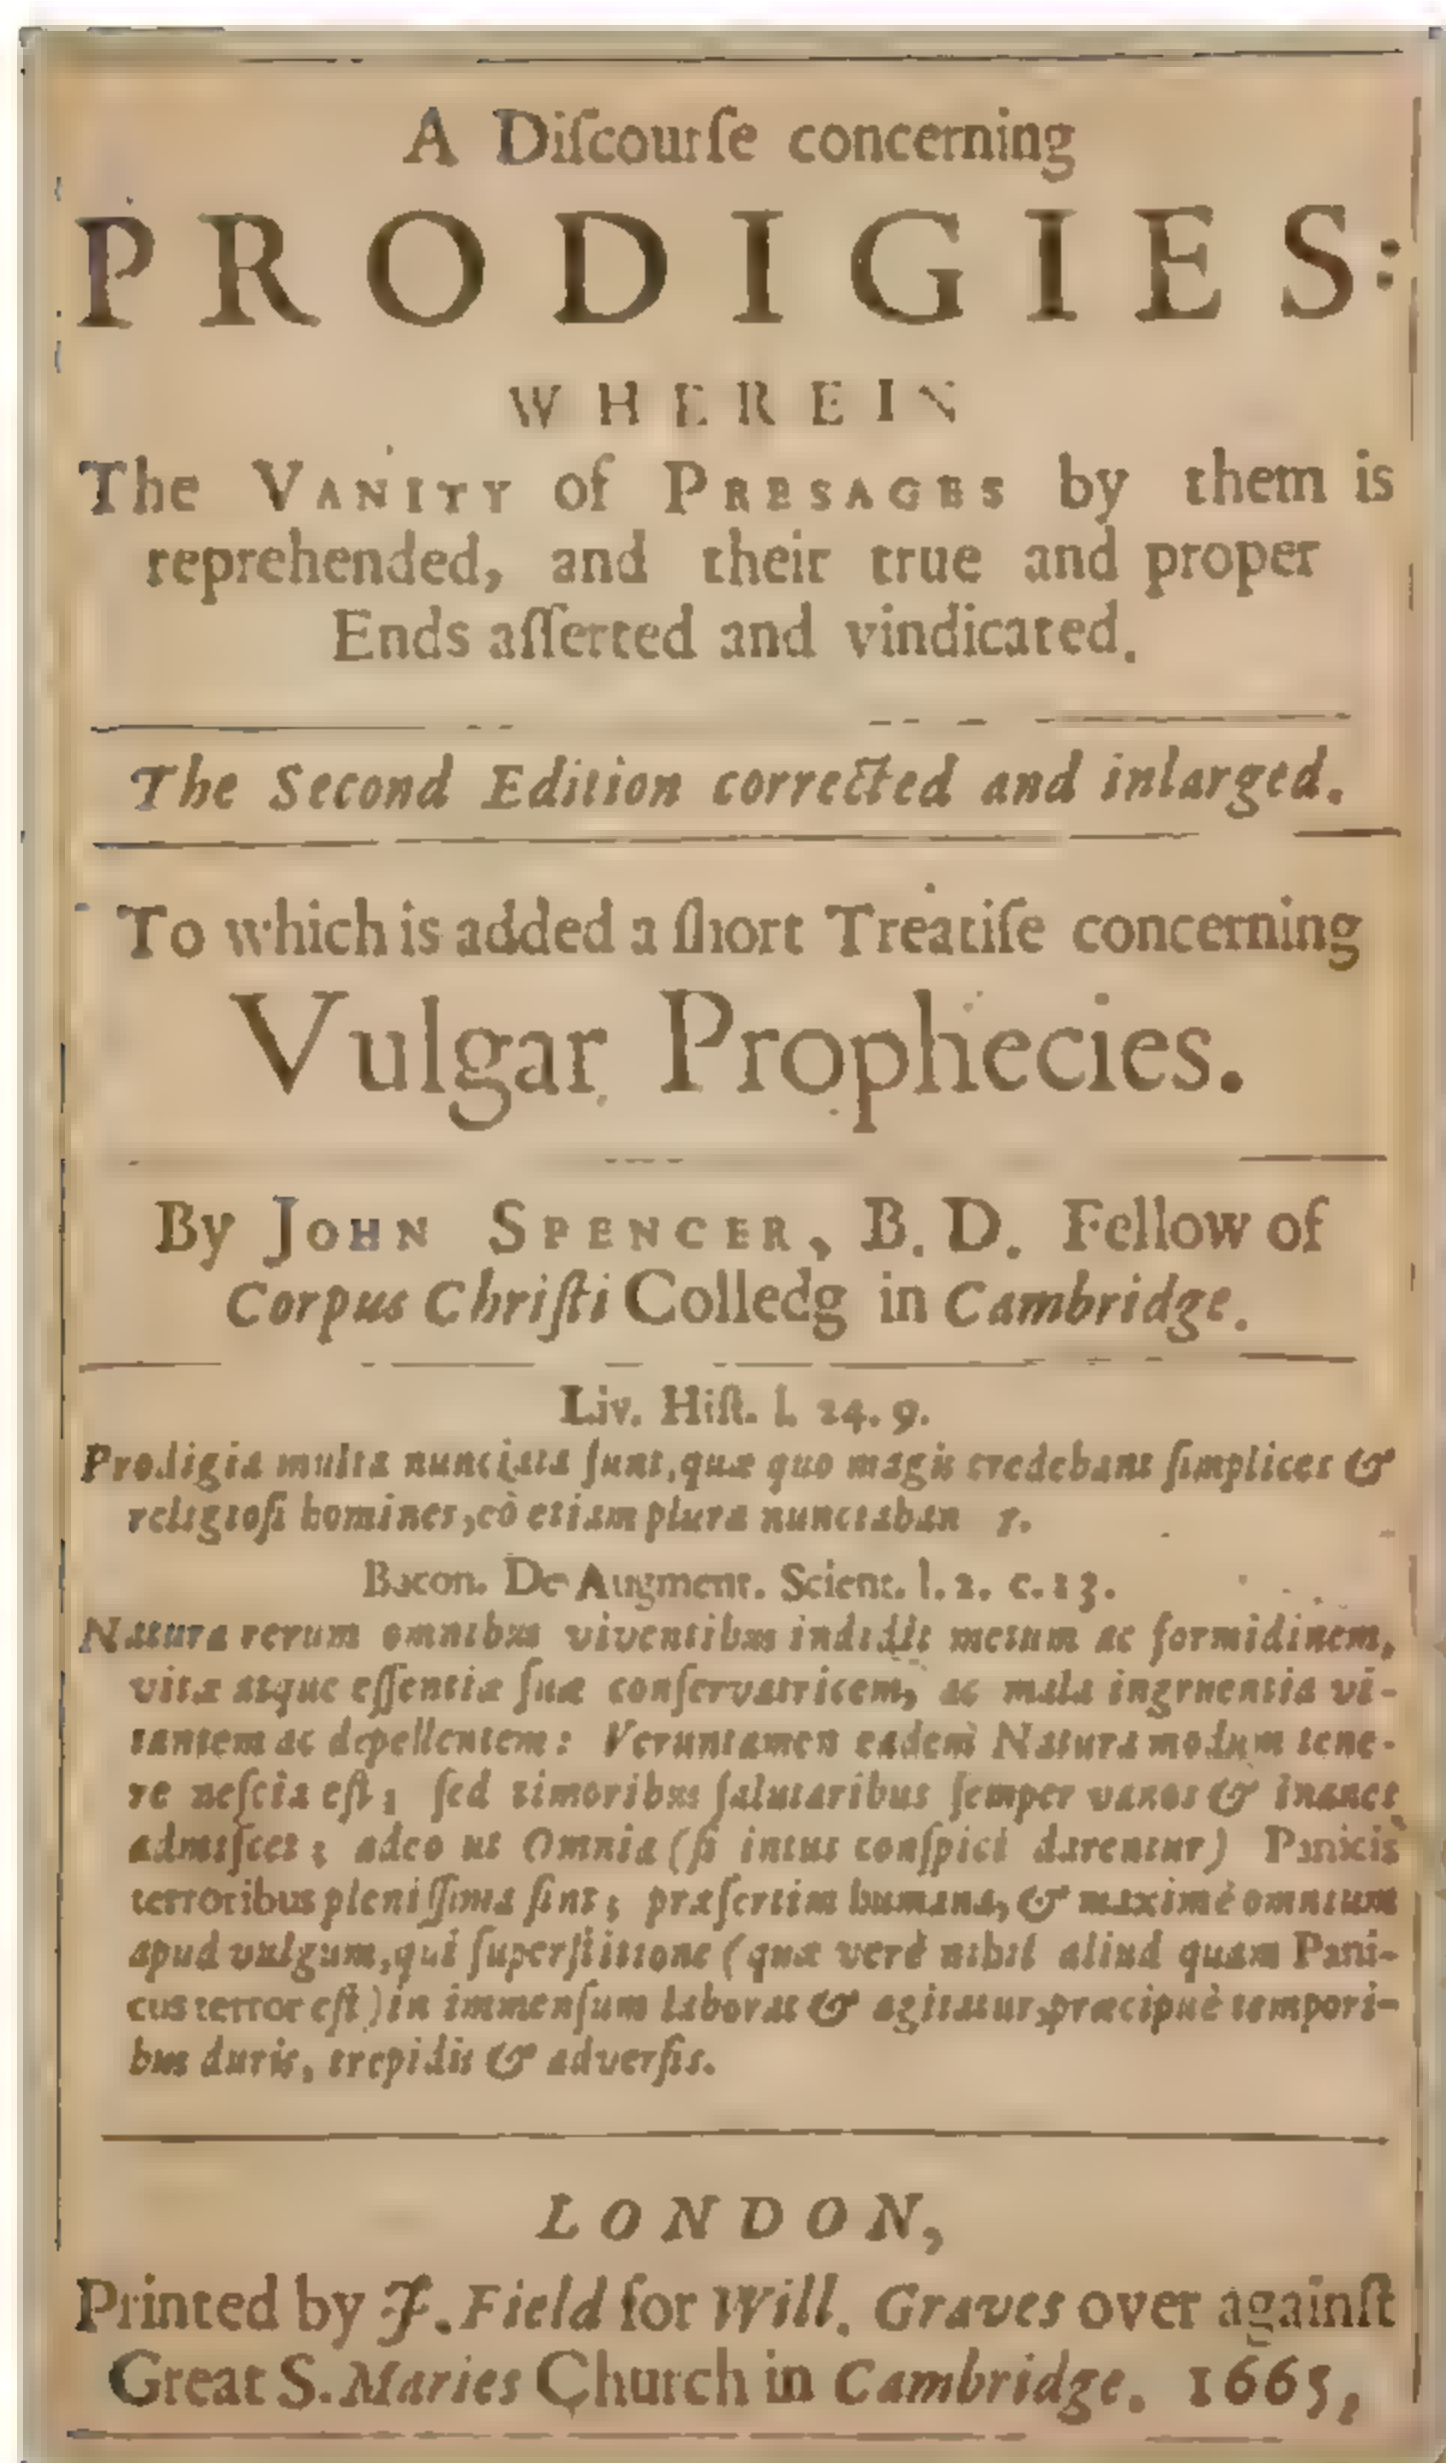 A Diſcourſe concerning
PRODIGIES:
WHEREIN
The VANITY of PRESAGES by them is
reprehended, and their true and proper
Ends aſſerted and vindicated.
The Second Edition corrected and inlarged.
To which is added a ſhort Treatiſe concerning
Vulgar Prophecies.
By JOHN SPENCER, B. D. Fellow of
Corpus Chriſti Colledg in Cambridge.
Liv. Hiſt. l. 24. 9.
Prodigia multa nunciata ſunt, quæ quo magis credebant ſimplices &
religioſi homines, eò etiam plura nunciaban r.
Bacon. De Augment. Scient. l. 2. c. 13.
Natura rerum omnibus viventibus indidit metum ac formidinem,
vitæ atque eſſentiæ ſuæ conſervatricem, ac mala ingruentia vi-
tantem ac depellentem: Veruntamen eadem Natura modum tene-
re neſcia eſt; ſed timoribus ſalutaribus ſemper vanos & inanes
admiſcet; adeo ut Omnia (ſi intus conſpici darentur) Panicis
terroribus pleniſſima ſint; præſertim humana, & maximè omnium
apud vulgum, qui ſuperſtitione (quæ verè nihil aliud quam Pani-
cus terror eſt) in immenſum laborat & agitatur, præcipuè tempori-
bus duris, trepidis & adverſis.
LONDON,
Printed by J. Field for Will. Graves over againſt
Great S. Maries Church in Cambridge. 1665,